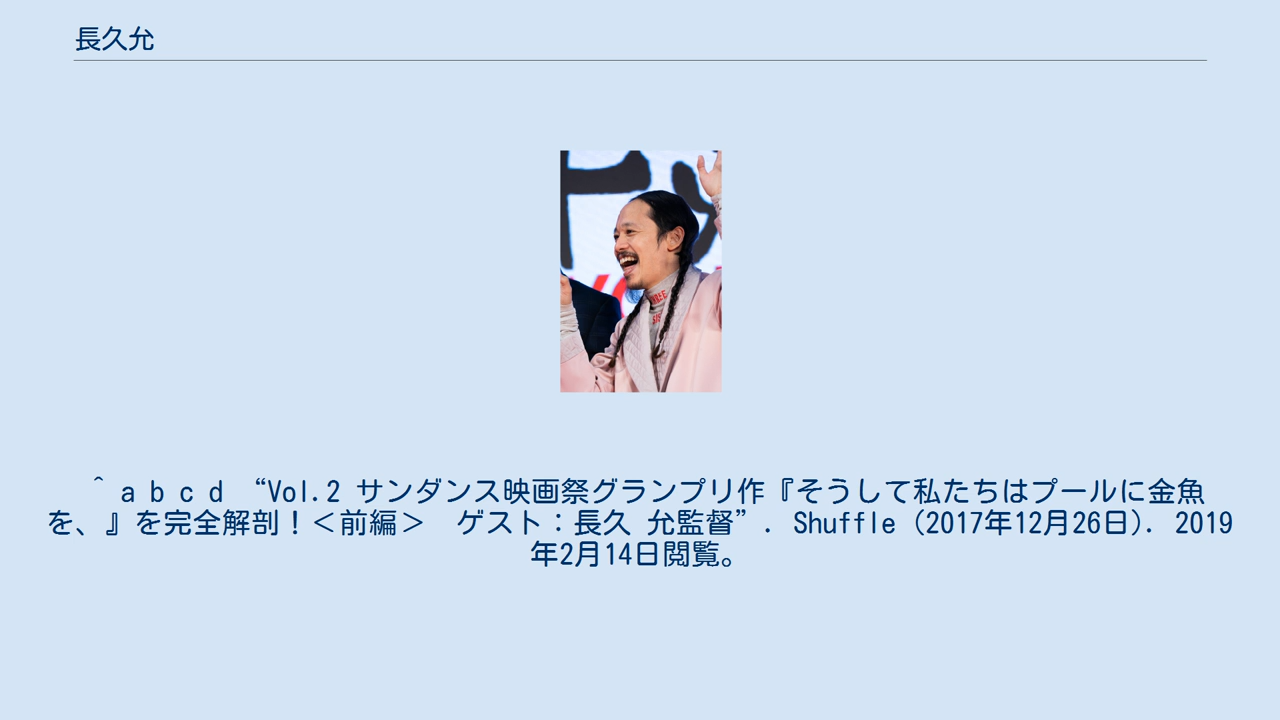 長久允
^ a b c d “Vol.2 サンダンス映画祭グランプリ作『そうして私たちはプールに金魚
を、』を完全解剖！＜前編＞　ゲスト：長久 允監督”. Shuffle (2017年12月26日). 2019
年2月14日閲覧。